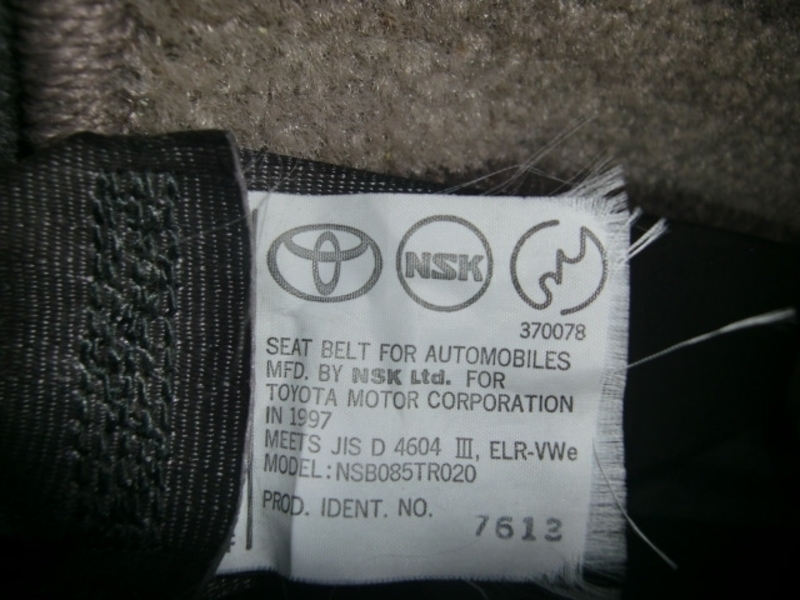 NSK
370078
SEAT BELT FOR AUTOMOBILES
MFD. BY NSK Ltd. FOR
TOYOTA MOTOR CORPORATION
IN 1997
MEETS JIS D 4604 III, ELR-VWe
MODEL: NSB085TR020
PROD. IDENT. NO.
7613